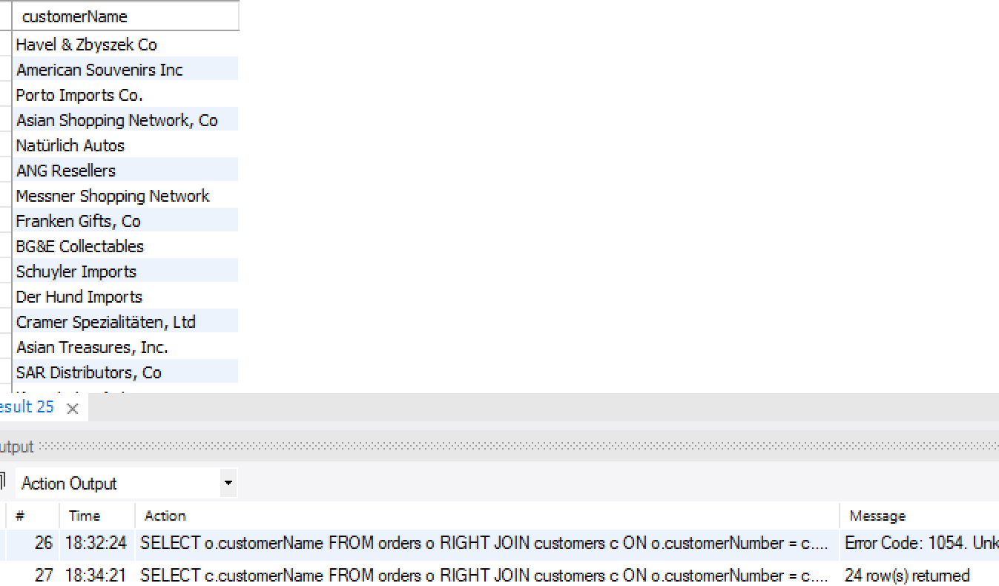 customerName
Havel & Zbyszek Co
American Souvenirs Inc
Porto Imports Co.
Asian Shopping Network, Co
Natürlich Autos
ANG Resellers
Messner Shopping Network
Franken Gifts, Co
BG&E Collectables
Schuyler Imports
Der Hund Imports
Cramer Spezialitäten, Ltd
Asian Treasures, Inc.
SAR Distributors, Co
esult 25
utput
Action Output
# Time Action Message
26 18:32:24 SELECT o.customerName FROM orders o RIGHT JOIN customers c ON o.customerNumber = c.... Error Code: 1054. Unk
27 18:34:21 SELECT c.customerName FROM orders o RIGHT JOIN customers c ON o.customerNumber = c.... 24 row(s) returned